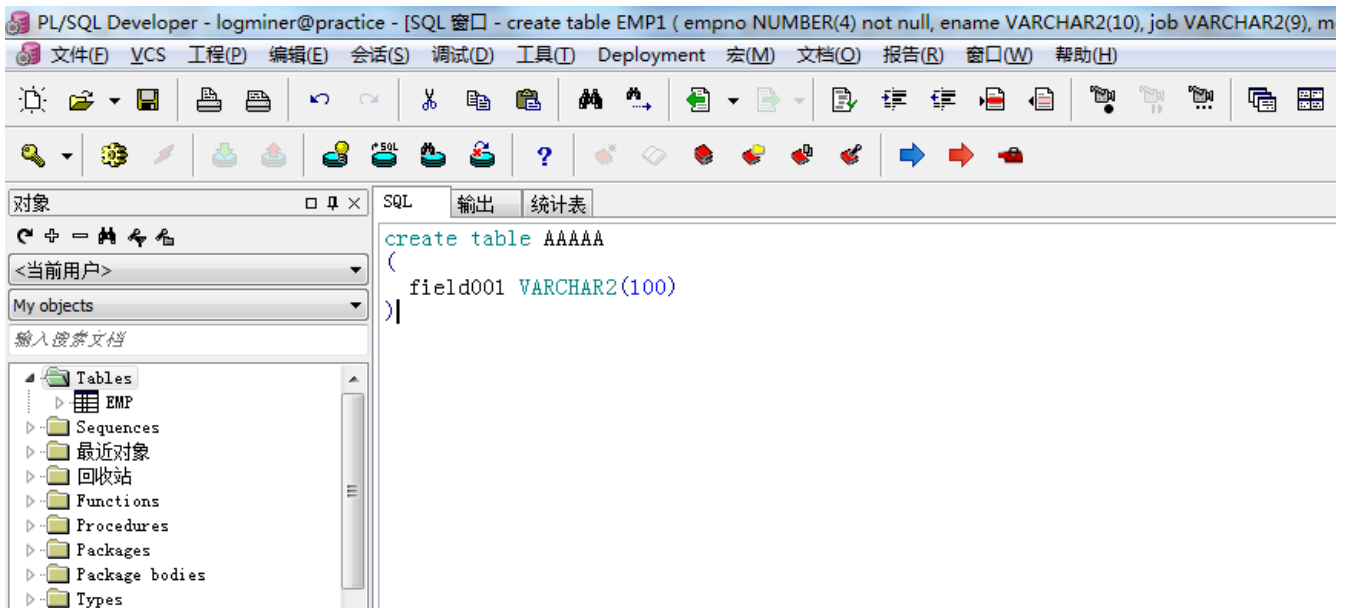 PL/SQL Developer - logminer@practice - [SQL 窗口 - create table EMP1 ( empno NUMBER(4) not null, ename VARCHAR2(10), job VARCHAR2(9), m
文件(F) VCS 工程(P) 编辑(E) 会话(S) 调试(D) 工具(T) Deployment 宏(M) 文档(O) 报告(R) 窗口(W) 帮助(H)
SQL
?
对象
SQL 输出 统计表
<当前用户>
My objects
输入搜索文档
Tables
EMP
Sequences
最近对象
回收站
Functions
Procedures
Packages
Package bodies
Types
create table AAAAA
(
field001 VARCHAR2(100)
)